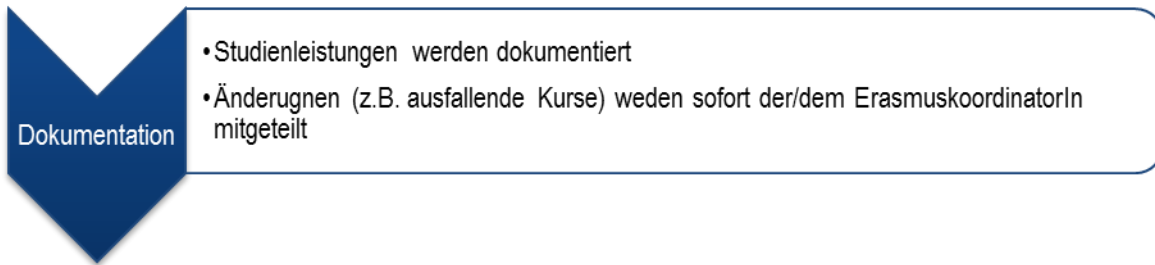 Dokumentation
•Studienleistungen werden dokumentiert
•Änderugnen (z.B. ausfallende Kurse) weden sofort der/dem ErasmuskoordinatorIn
mitgeteilt